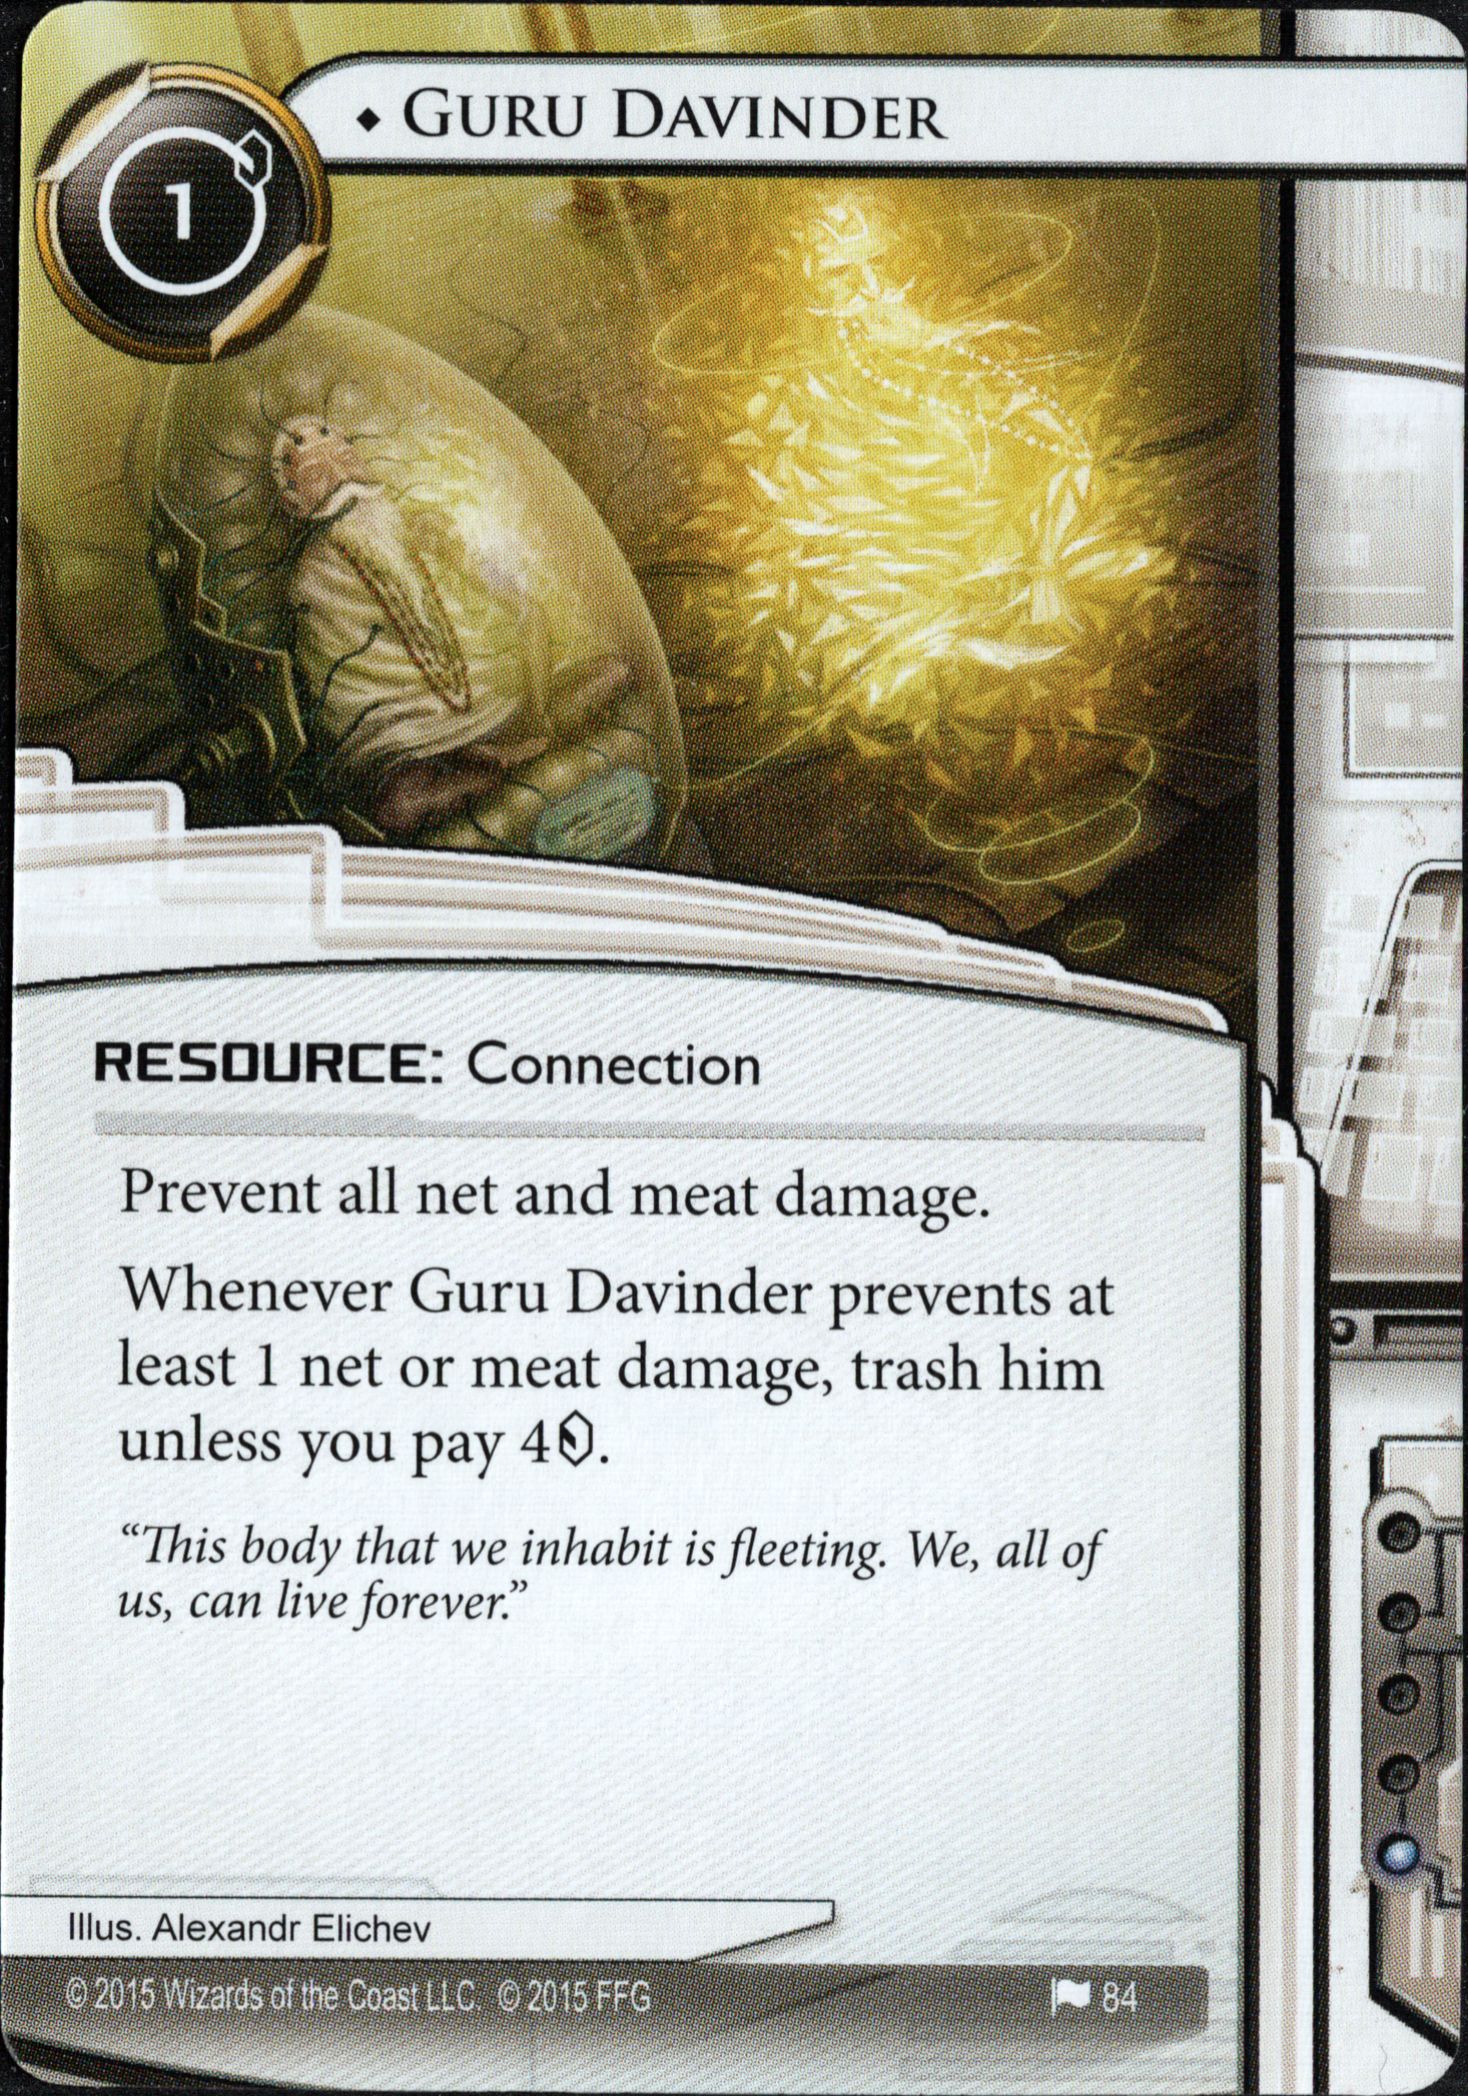 1
◆ GURU DAVINDER
RESOURCE: Connection
Prevent all net and meat damage.
Whenever Guru Davinder prevents at
least 1 net or meat damage, trash him
unless you pay 4.
“This body that we inhabit is fleeting. We, all of
us, can live forever.”
Illus. Alexandr Elichev
© 2015 Wizards of the Coast LLC. © 2015 FFG
84